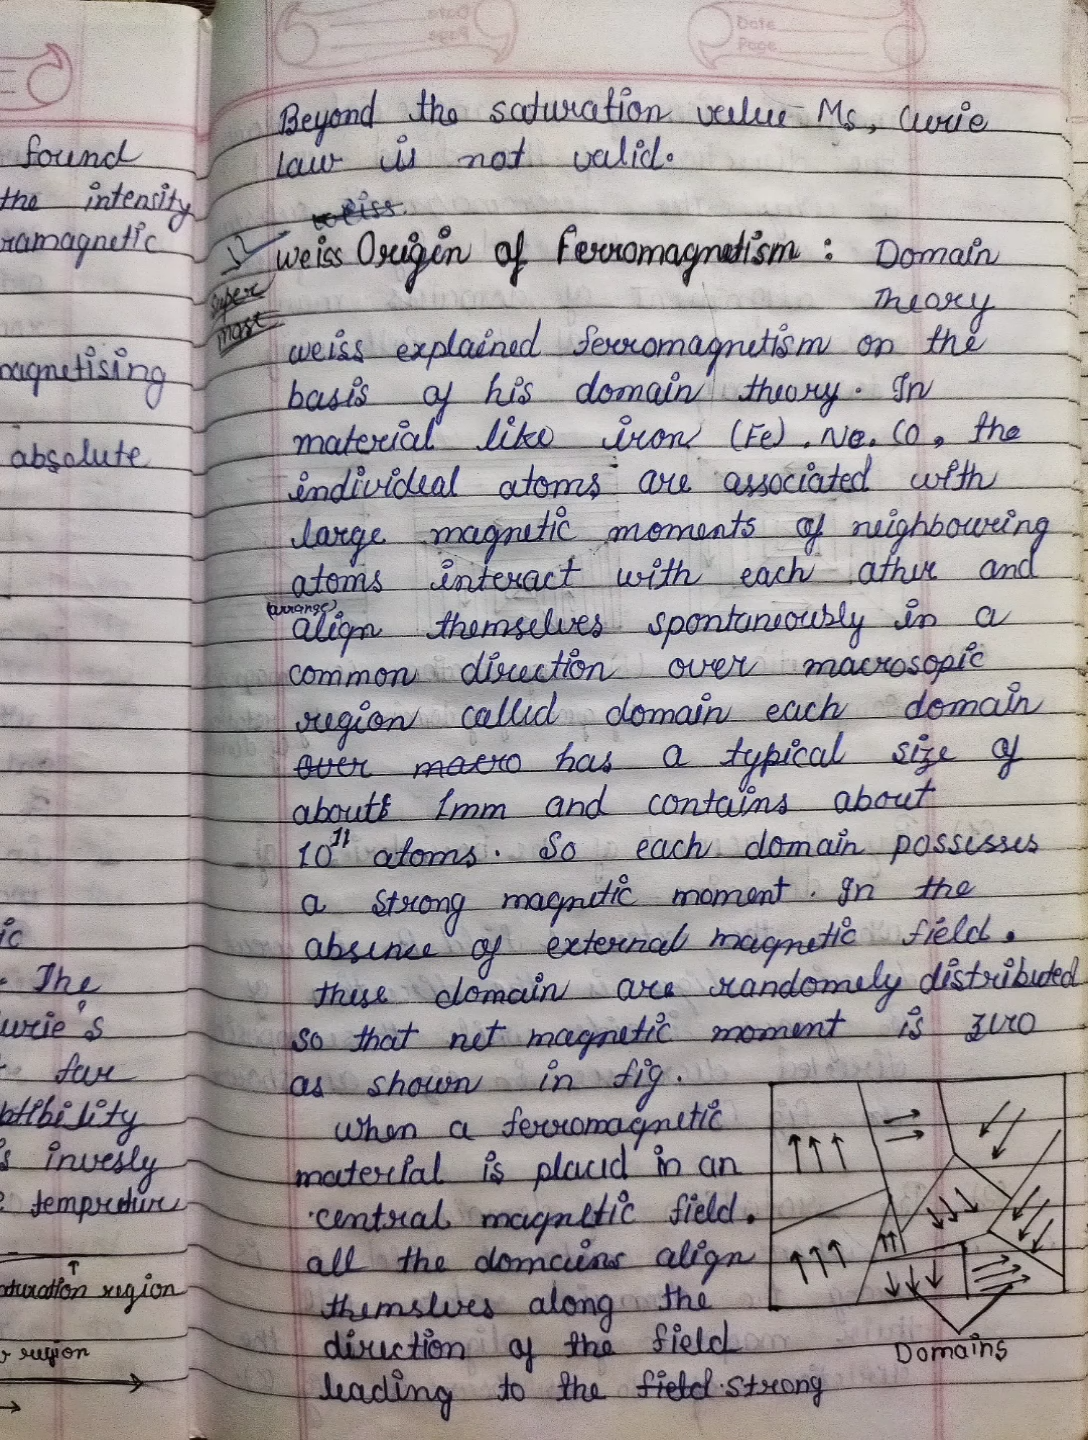 found
the intensity
ramagnetic
magnetising
absolute
ic
. The
urie's
far
btibility
s invesly
tempreture
aturation region
region
Date
Page
Beyond the saturation value Ms, Curie
law is not valid.
weiss
weiss Origin of Ferromagnetism : Domain
Theory
super
most
weiss explained ferromagnetism on the
basis of his domain theory. In
material like iron (Fe), Ne. CO, the
individeal atoms are associated with
large magnetic moments of neighbouring
atoms interact with each ather and
(arrange)
align themselves spontaneously in a
common direction over macrosopic
region called domain each domain
over macro has a typical size of
about 1mm and contains about
10¹¹ atoms. So each domain possesses
a strong magnetic moment. In the
absence of external magnetic field.
these domain are randomely distributed
so that net magnetic moment is zero
as shown in fig.
when a ferromagnetic
material is placed in an
central magnetic field.
all the domains align
themslves along the
direction of the field
leading to the field strong
Domains